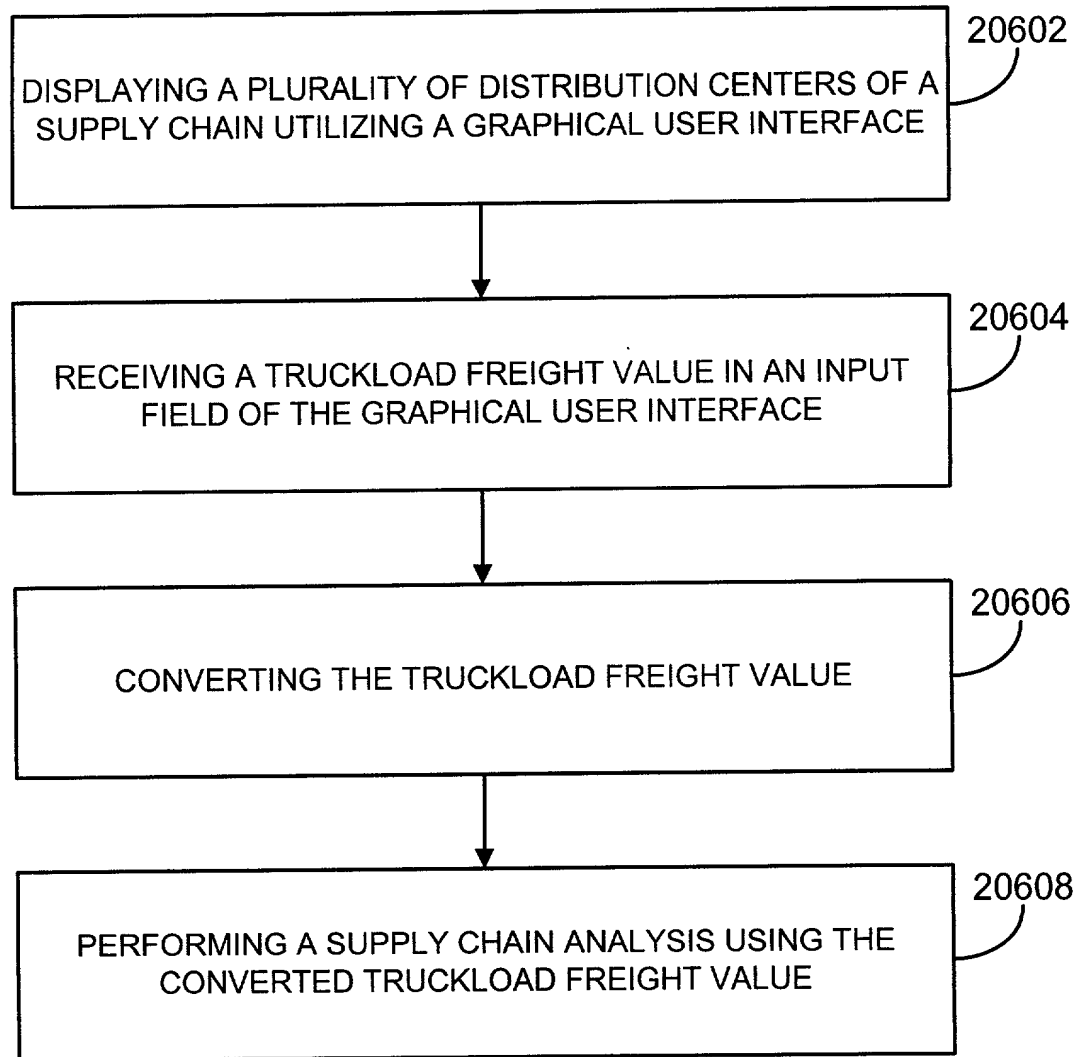 20602
DISPLAYING A PLURALITY OF DISTRIBUTION CENTERS OF A
SUPPLY CHAIN UTILIZING A GRAPHICAL USER INTERFACE
20604
RECEIVING A TRUCKLOAD FREIGHT VALUE IN AN INPUT
FIELD OF THE GRAPHICAL USER INTERFACE
20606
CONVERTING THE TRUCKLOAD FREIGHT VALUE
20608
PERFORMING A SUPPLY CHAIN ANALYSIS USING THE
CONVERTED TRUCKLOAD FREIGHT VALUE